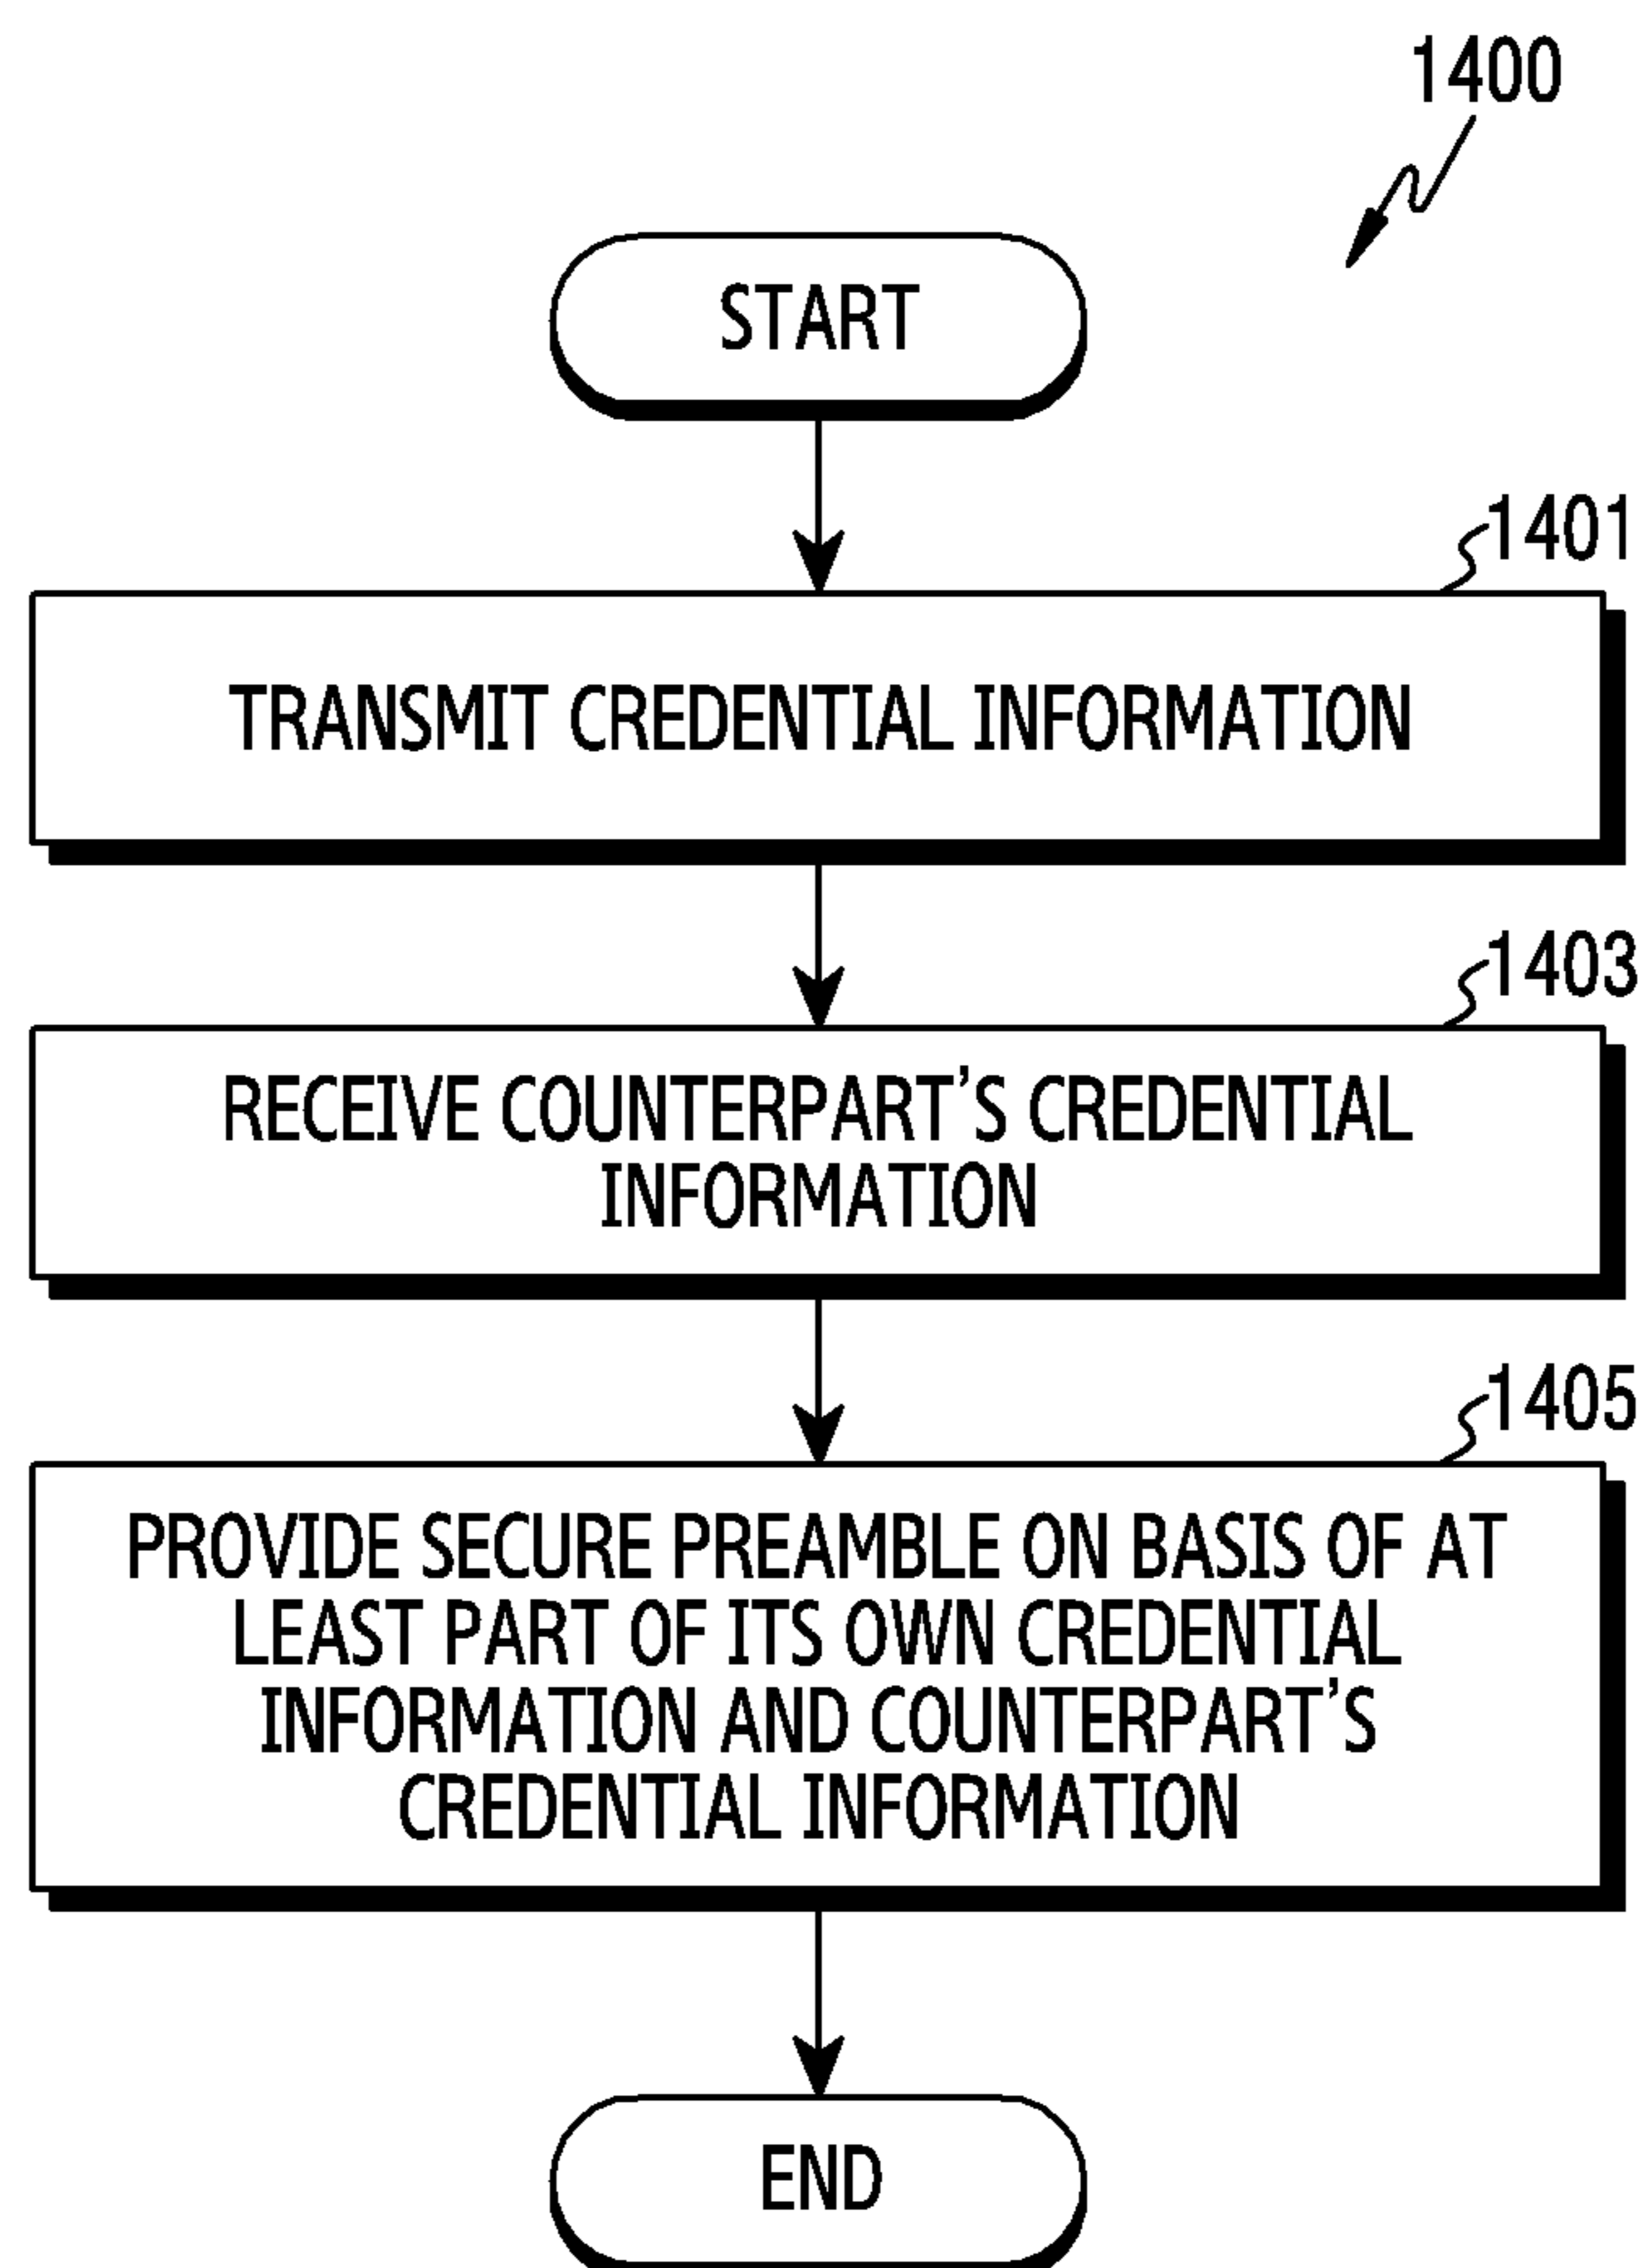 1400
START
1401
TRANSMIT CREDENTIAL INFORMATION
1403
RECEIVE COUNTERPART'S CREDENTIAL
INFORMATION
1405
PROVIDE SECURE PREAMBLE ON BASIS OF AT
LEAST PART OF ITS OWN CREDENTIAL
INFORMATION AND COUNTERPART'S
CREDENTIAL INFORMATION
END